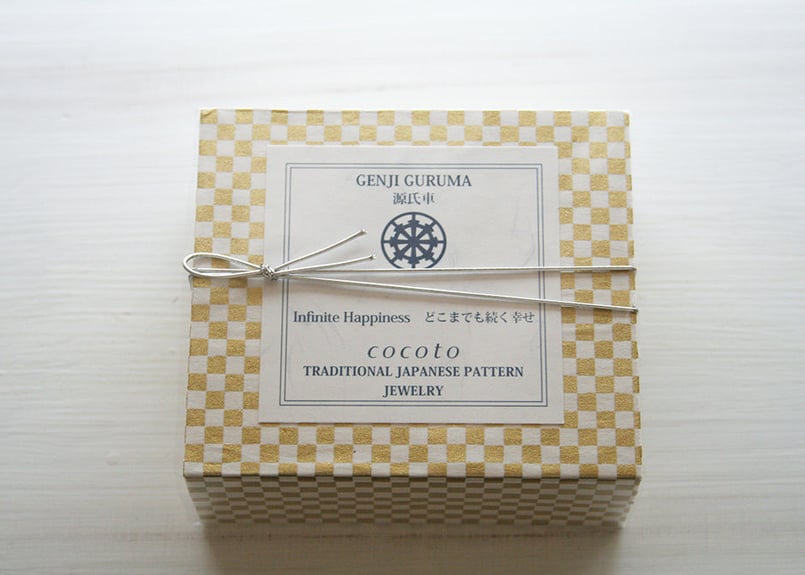 GENJI GURUMA
源氏車
Infinite Happiness どこまでも続く幸せ
cocoto
TRADITIONAL JAPANESE PATTERN
JEWELRY